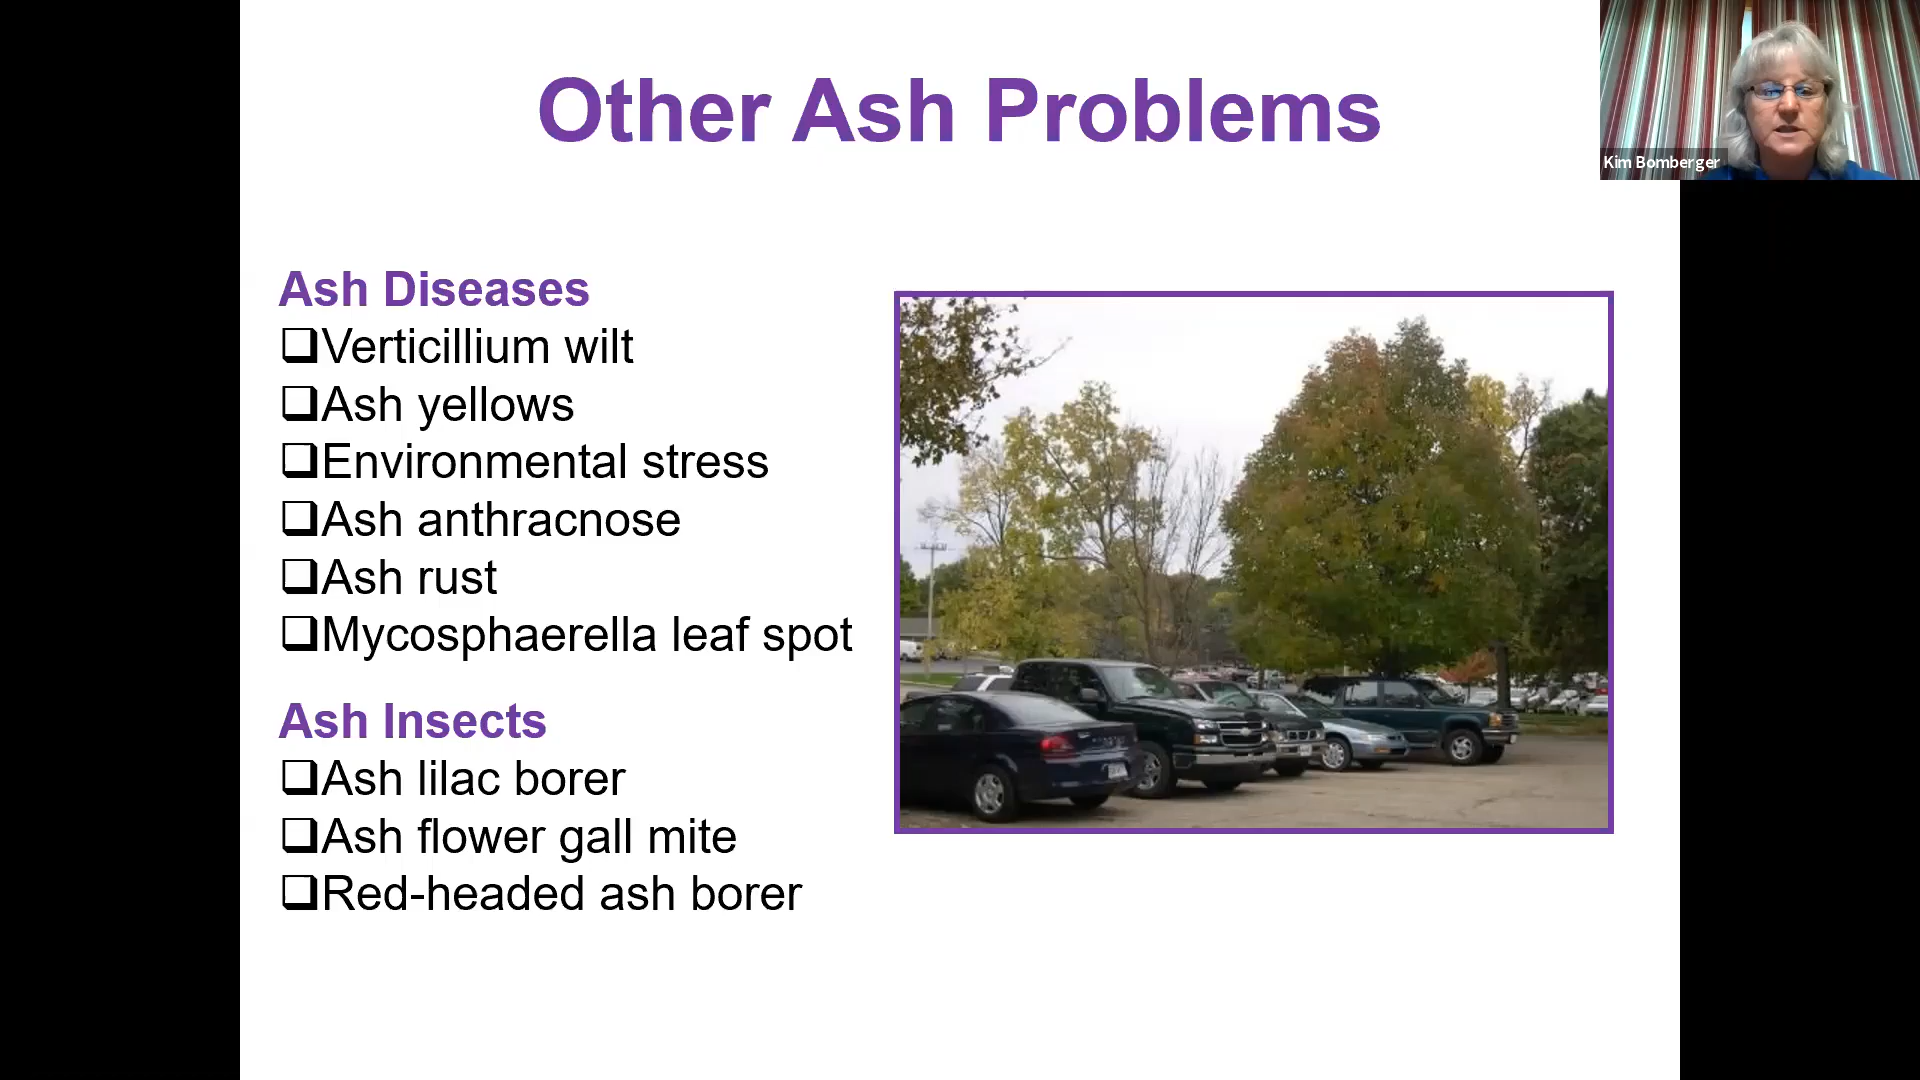 Other Ash Problems
Kim Bomberger
Ash Diseases
Verticillium wilt
Ash yellows
Environmental stress
Ash anthracnose
Ash rust
Mycosphaerella leaf spot
Ash Insects
Ash lilac borer
Ash flower gall mite
Red-headed ash borer